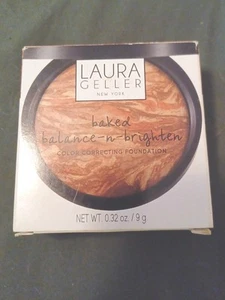 LAURA
GELLER
NEW YORK
baked
balance-n-brighten
COLOR CORRECTING FOUNDATION
NET WT. 0.32 oz. / 9 g